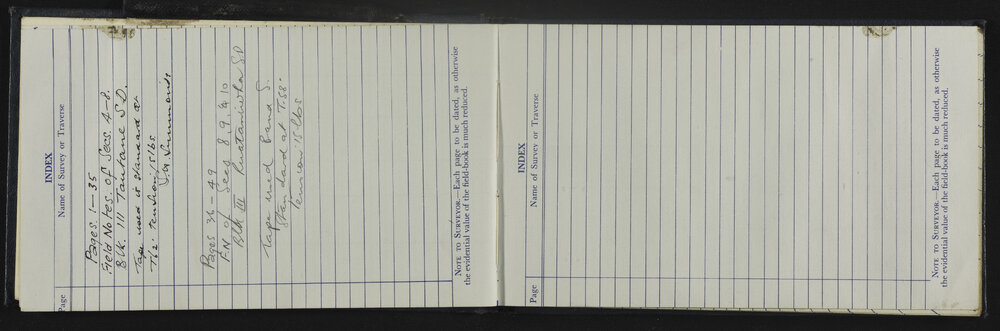 INDEX
Page
Name of Survey or Traverse
Pages. 1—35
Field Notes. of Secs. 4-8.
Blk. III Tautane S.D.
Tape used is standard at
T62. tension 15 lbs.
Pages 36 - 49
F.N. of Secs 8, 9, & 10
Blk III Ruataniwha S.D
Tape used Band 5.
Standard at T.58°
Tension 15 lbs
NOTE TO SURVEYOR.—Each page to be dated, as otherwise
the evidential value of the field-book is much reduced.
INDEX
Page
Name of Survey or Traverse
NOTE TO SURVEYOR.—Each page to be dated, as otherwise
the evidential value of the field-book is much reduced.